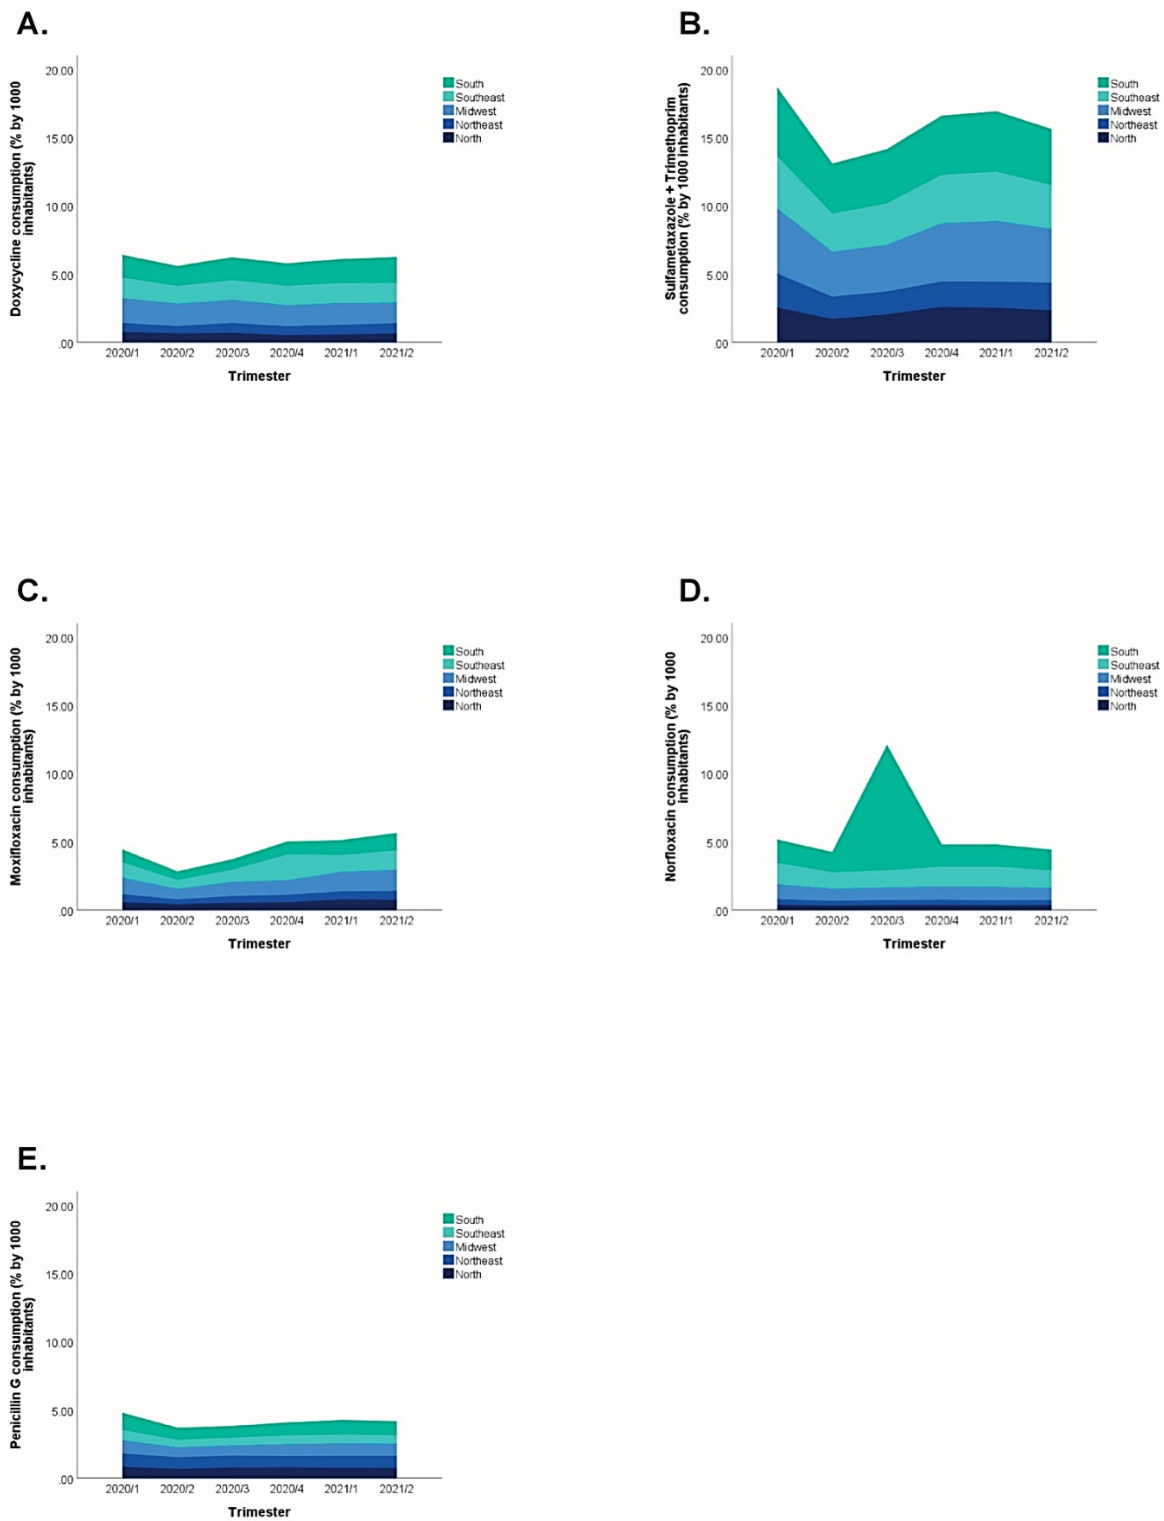 A.
Doxycycline consumption (% by 1000
inhabitants)
20.00
15.00
10.00
5.00
.00
2020/1 2020/2 2020/3 2020/4 2021/1 2021/2
Trimester
South
Southeast
Midwest
Northeast
North
B.
Sulfametaxazole + Trimethoprim
consumption (% by 1000 inhabitants)
20.00
15.00
10.00
5.00
.00
2020/1 2020/2 2020/3 2020/4 2021/1 2021/2
Trimester
South
Southeast
Midwest
Northeast
North
C.
Moxifloxacin consumption (% by 1000
inhabitants)
20.00
15.00
10.00
5.00
.00
2020/1 2020/2 2020/3 2020/4 2021/1 2021/2
Trimester
South
Southeast
Midwest
Northeast
North
D.
Norfloxacin consumption (% by 1000
inhabitants)
20.00
15.00
10.00
5.00
.00
2020/1 2020/2 2020/3 2020/4 2021/1 2021/2
Trimester
South
Southeast
Midwest
Northeast
North
E.
Penicillin G consumption (% by 1000
inhabitants)
20.00
15.00
10.00
5.00
.00
2020/1 2020/2 2020/3 2020/4 2021/1 2021/2
Trimester
South
Southeast
Midwest
Northeast
North